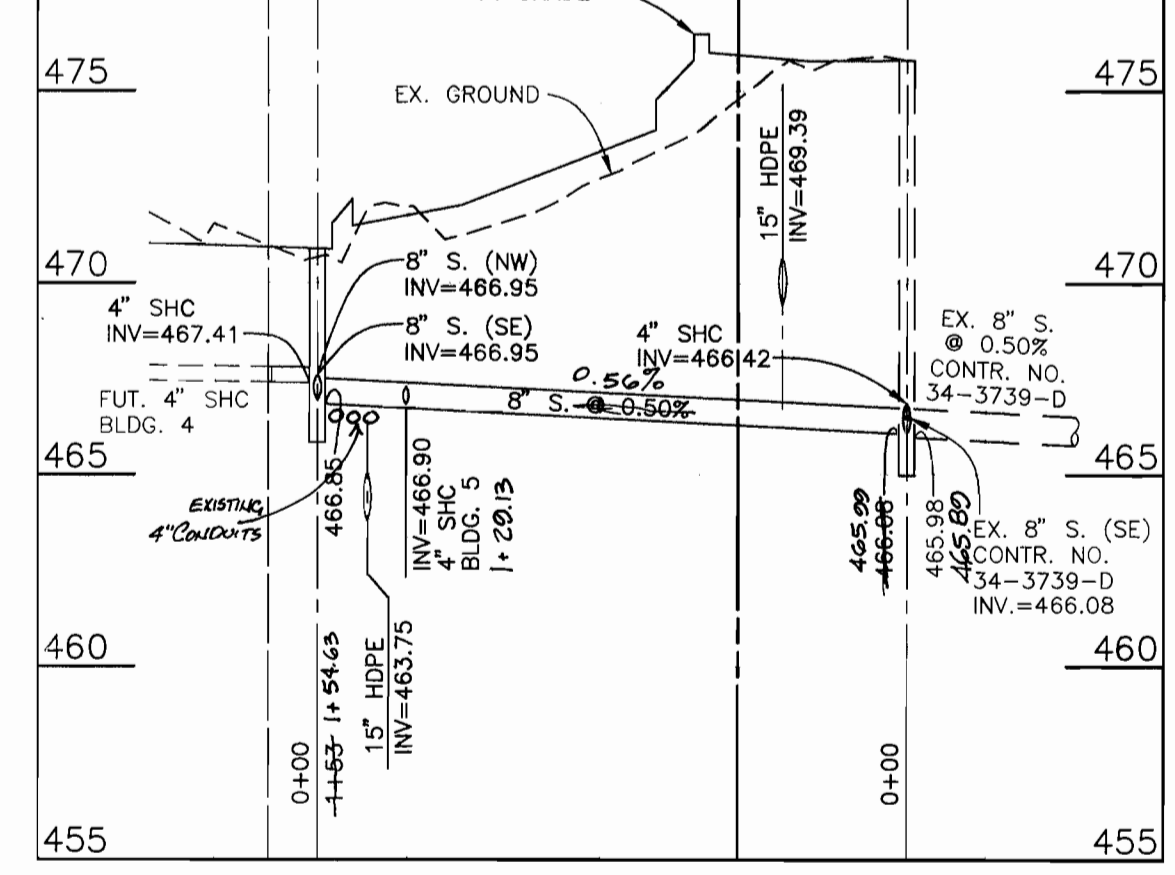 475
475
EX. GROUND
15" HDPE
INV=469.39
470
470
8" S. (NW)
INV=466.95
4" SHC
INV=467.41
8" S. (SE)
INV=466.95
4" SHC
INV=466.42
EX. 8" S.
@ 0.50%
CONTR. NO.
34-3739-D
0.56%
8" S. @ 0.50%
FUT. 4" SHC
BLDG. 4
465
465
EXISTING
4" CONDUITS
466.85
INV=466.90
4" SHC
BLDG. 5
1+29.13
465.99
466.08
465.98
465.89
EX. 8" S. (SE)
CONTR. NO.
34-3739-D
INV.=466.08
460
460
0+00
1+53 1+54.63
15" HDPE
INV=463.75
0+00
455
455